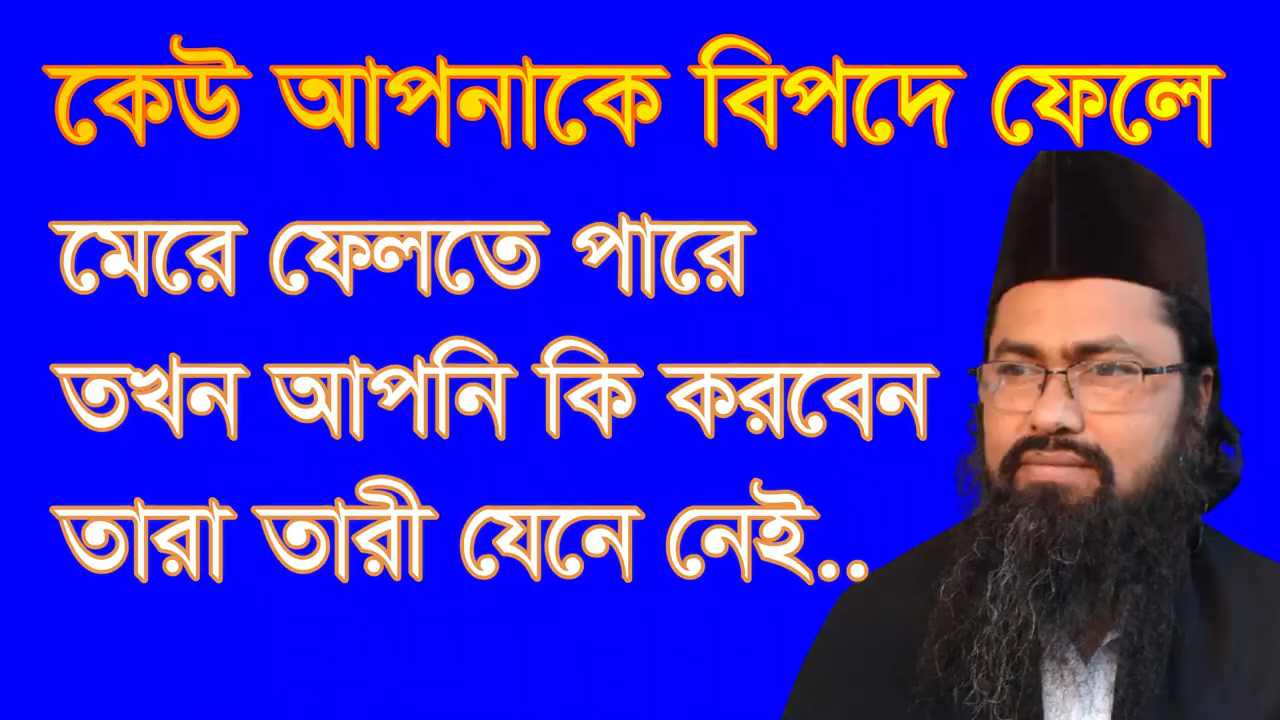 কেউ আপনাকে বিপদে ফেলে
মেরে ফেলতে পারে
তখন আপনি কি করবেন
তারা তারী যেনে নেই..